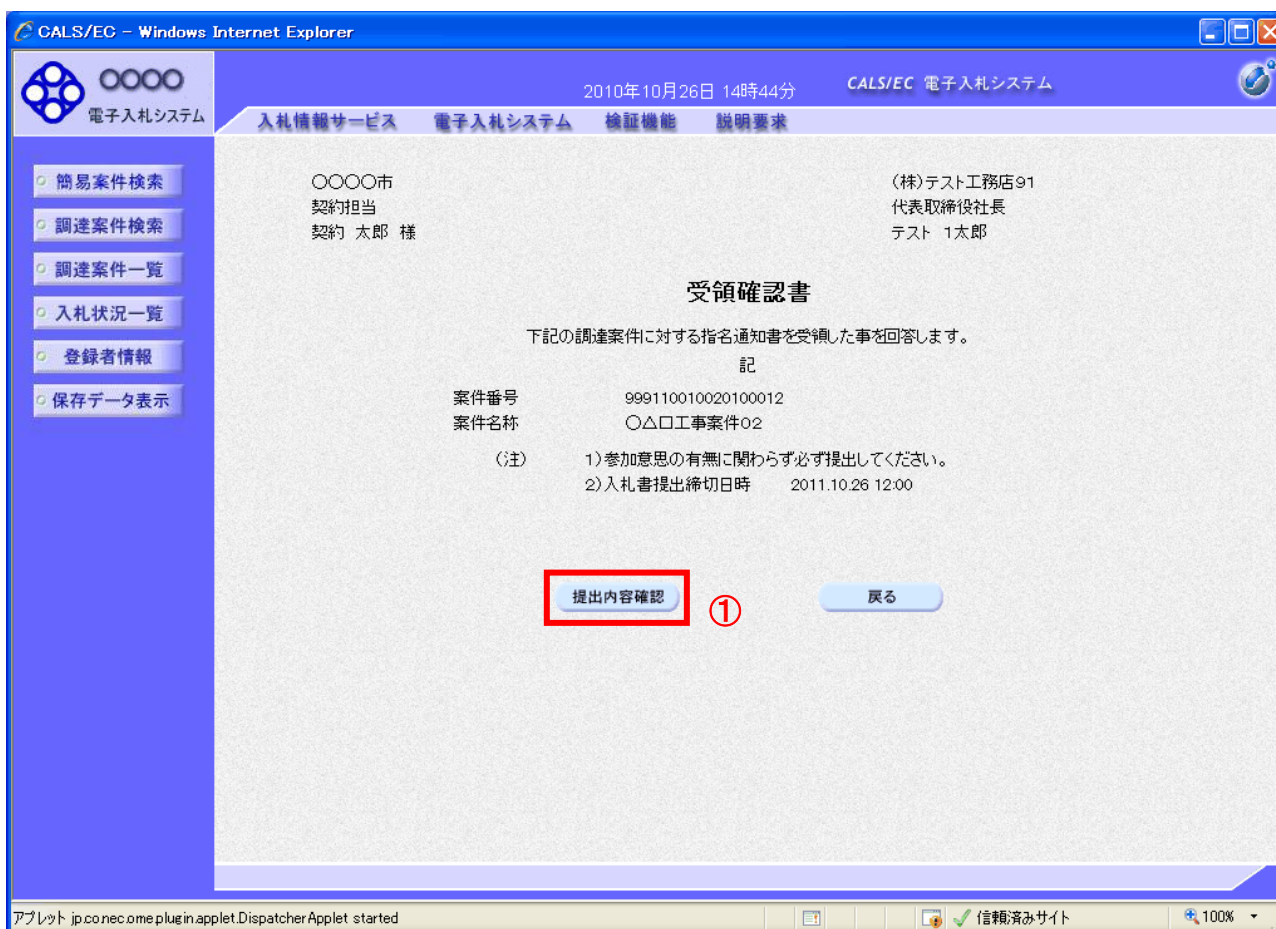 CALS/EC - Windows Internet Explorer
○○○○
電子入札システム
2010年10月26日 14時44分
CALS/EC 電子入札システム
入札情報サービス 電子入札システム 検証機能 説明要求
簡易案件検索
調達案件検索
調達案件一覧
入札状況一覧
登録者情報
保存データ表示
○○○○市
契約担当
契約 太郎 様
(株)テスト工務店91
代表取締役社長
テスト 1太郎
受領確認書
下記の調達案件に対する指名通知書を受領した事を回答します。
記
案件番号 999110010020100012
案件名称 ○△口工事案件02
(注) 1)参加意思の有無に関わらず必ず提出してください。
2)入札書提出締切日時 2011.10.26 12:00
提出内容確認
①
戻る
アプレット jp.co.nec.ome.plugin.applet.DispatcherApplet started
信頼済みサイト
100%